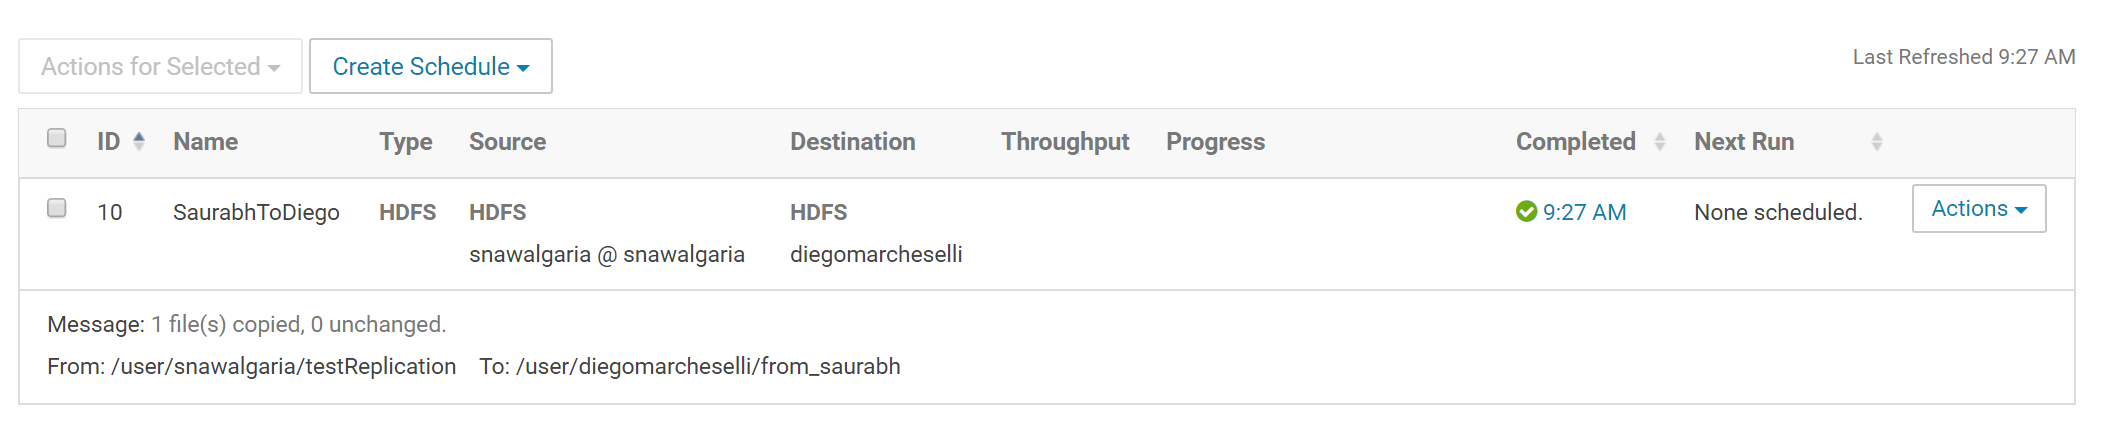 Actions for Selected
Create Schedule
Last Refreshed 9:27 AM
ID Name Type Source Destination Throughput Progress Completed Next Run
10 SaurabhToDiego HDFS HDFS HDFS 9:27 AM None scheduled. Actions
snawalgaria @ snawalgaria diegomarcheselli
Message: 1 file(s) copied, 0 unchanged.
From: /user/snawalgaria/testReplication To: /user/diegomarcheselli/from_saurabh